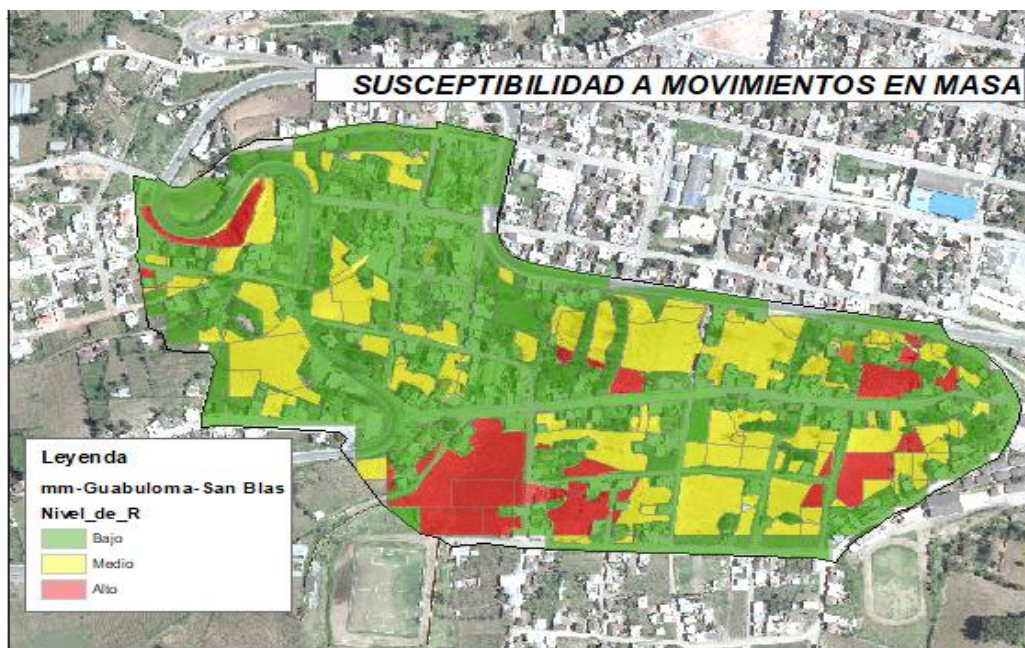 SUSCEPTIBILIDAD A MOVIMIENTOS EN MASA
Leyenda
mm-Guabuloma-San Blas
Nivel_de_R
Bajo
Medio
Alto